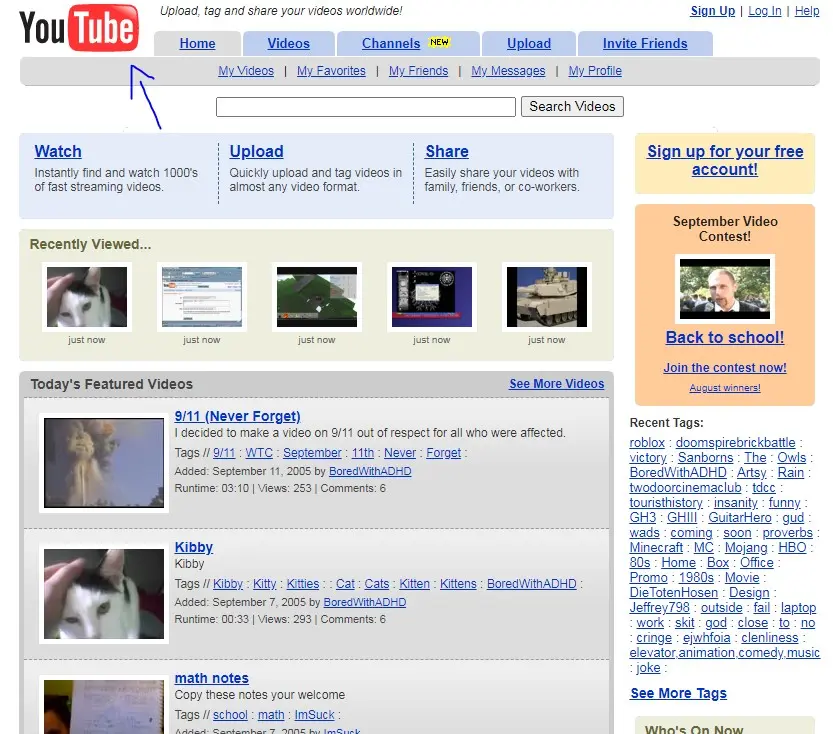 YouTube
Upload, tag and share your videos worldwide!
Sign Up | Log In | Help
Home
Videos
Channels NEW
Upload
Invite Friends
My Videos | My Favorites | My Friends | My Messages | My Profile
Search Videos
Watch
Instantly find and watch 1000's
of fast streaming videos.
Upload
Quickly upload and tag videos in
almost any video format.
Share
Easily share your videos with
family, friends, or co-workers.
Recently Viewed...
just now
just now
just now
just now
just now
Today's Featured Videos
See More Videos
9/11 (Never Forget)
I decided to make a video on 9/11 out of respect for all who were affected.
Tags // 9/11 : WTC : September : 11th : Never : Forget :
Added: September 11, 2005 by BoredWithADHD
Runtime: 03:10 | Views: 253 | Comments: 6
Kibby
Kibby
Tags // Kibby : Kitty : Kitties : : Cat : Cats : Kitten : Kittens : BoredWithADHD :
Added: September 7, 2005 by BoredWithADHD
Runtime: 00:33 | Views: 293 | Comments: 6
math notes
Copy these notes your welcome
Tags // school : math : ImSuck :
Added: September 7, 2005 by ImSuck
Sign up for your free
account!
September Video
Contest!
Back to school!
Join the contest now!
August winners!
Recent Tags:
roblox : doomspirebrickbattle :
victory : Sanborns : The : Owls :
BoredWithADHD : Artsy : Rain :
twodoorcinemaclub : tdcc :
touristhistory : insanity : funny :
GH3 : GHIII : GuitarHero : gud :
wads : coming : soon : proverbs :
Minecraft : MC : Mojang : HBO :
80s : Home : Box : Office :
Promo : 1980s : Movie :
DieTotenHosen : Design :
Jeffrey798 : outside : fail : laptop
: work : skit : god : close : to : no
: cringe : ejwhfoia : clenliness :
elevator,animation,comedy,music
: joke :
See More Tags
Who's On Now